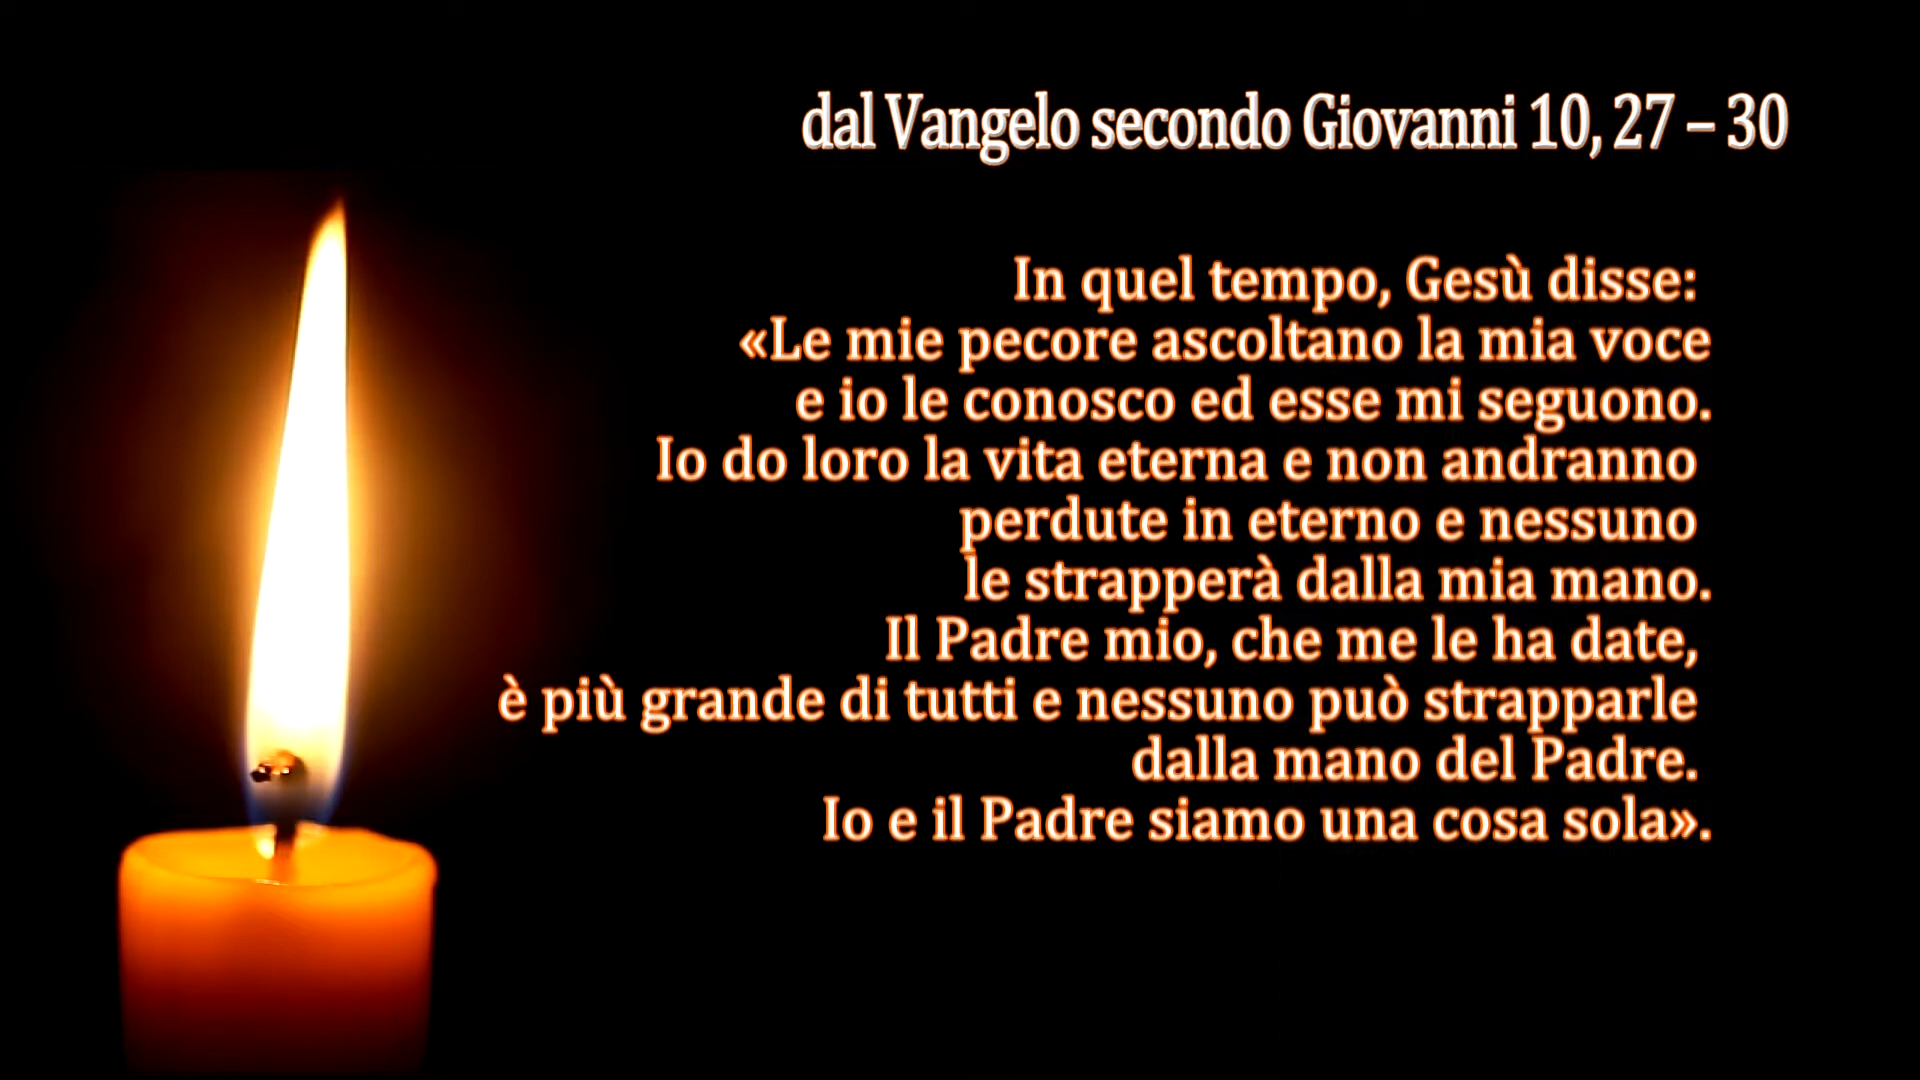 dal Vangelo secondo Giovanni 10, 27 – 30
In quel tempo, Gesù disse:
«Le mie pecore ascoltano la mia voce
e io le conosco ed esse mi seguono.
Io do loro la vita eterna e non andranno
perdute in eterno e nessuno
le strapperà dalla mia mano.
Il Padre mio, che me le ha date,
è più grande di tutti e nessuno può strapparle
dalla mano del Padre.
Io e il Padre siamo una cosa sola».